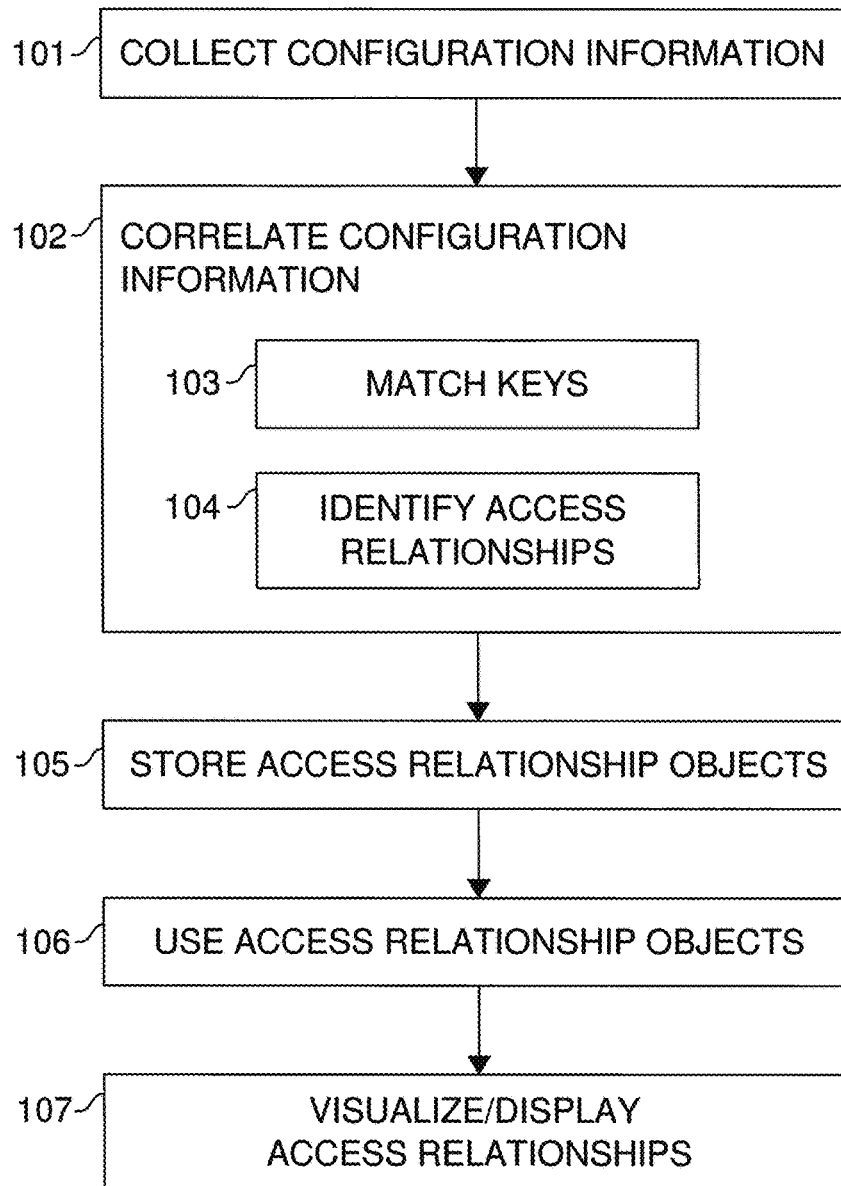 101 COLLECT CONFIGURATION INFORMATION
102 CORRELATE CONFIGURATION
INFORMATION
103 MATCH KEYS
104 IDENTIFY ACCESS
RELATIONSHIPS
105 STORE ACCESS RELATIONSHIP OBJECTS
106 USE ACCESS RELATIONSHIP OBJECTS
107 VISUALIZE/DISPLAY
ACCESS RELATIONSHIPS